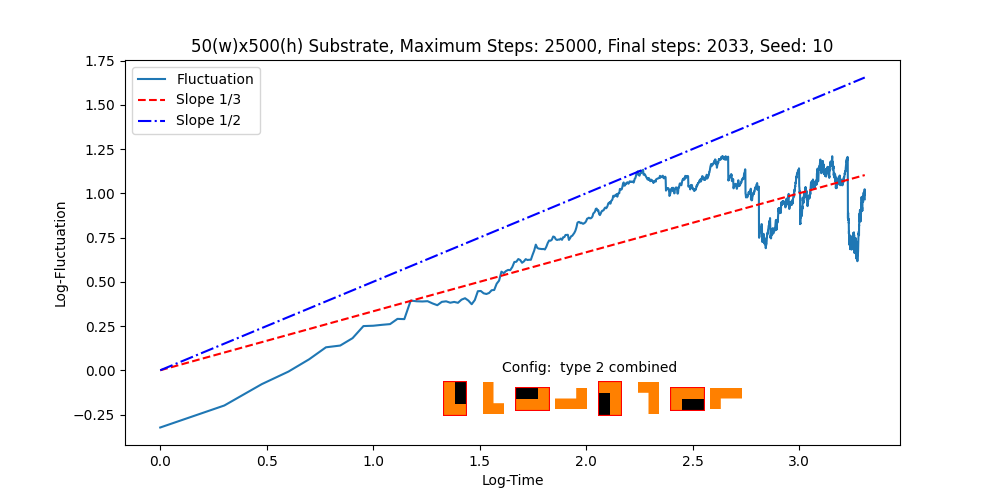 50(w)x500(h) Substrate, Maximum Steps: 25000, Final steps: 2033, Seed: 10
Fluctuation
Slope 1/3
Slope 1/2
Log-Fluctuation
1.75
1.50
1.25
1.00
0.75
0.50
0.25
0.00
−0.25
Config:  type 2 combined
0.0 0.5 1.0 1.5 2.0 2.5 3.0
Log-Time